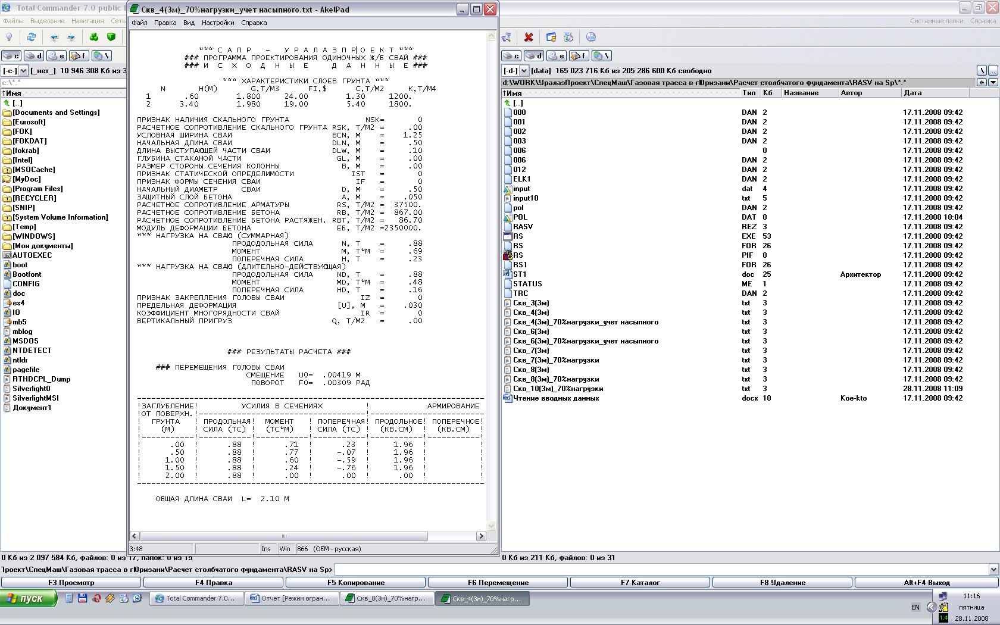 Total Commander 7.0 public
Файлы Выделение Навигация Сеть
Системные папки Справка
c d e f \
[-c-] [_нет_] 10 946 308 Кб из
c:\*.*
↑Имя
[..]
[Documents and Settings]
[Eurosoft]
[FOK]
[FOKDAT]
[fokrab]
[Intel]
[MSOCache]
[MyDoc]
[Program Files]
[RECYCLER]
[SNIP]
[System Volume Information]
[Temp]
[WINDOWS]
[Мои документы]
AUTOEXEC
boot
Bootfont
CONFIG
doc
es4
IO
mb5
mblog
MSDOS
NTDETECT
ntldr
pagefile
RTHDCPL_Dump
Silverlight0
SilverlightMSI
Документ1
0 Кб из 2 097 584 Кб, файлов: 0 из 17, папок: 0 из 15
Скв_4(3м)_70%нагрузки_учет насыпного.txt - AkelPad
Файл Правка Вид Настройки Справка
*** С А П Р - У Р А Л А З П Р О Е К Т ***
### ПРОГРАММА ПРОЕКТИРОВАНИЯ ОДИНОЧНЫХ Ж/Б СВАЙ ###
### И С Х О Д Н Ы Е Д А Н Н Ы Е ###
*** ХАРАКТЕРИСТИКИ СЛОЕВ ГРУНТА ***
N H(М) G,Т/М3 FI,$ C,Т/М2 К,Т/М4
1 .60 1.800 24.00 1.30 1200.
2 3.40 1.980 19.00 5.40 1800.
ПРИЗНАК НАЛИЧИЯ СКАЛЬНОГО ГРУНТА NSK= 0
РАСЧЕТНОЕ СОПРОТИВЛЕНИЕ СКАЛЬНОГО ГРУНТА RSK, Т/М2 = .00
УСЛОВНАЯ ШИРИНА СВАИ BCN, М = 1.25
НАЧАЛЬНАЯ ДЛИНА СВАИ DLN, М = .50
ДЛИНА ВЫСТУПАЮЩЕЙ ЧАСТИ СВАИ DLW, М = .10
ГЛУБИНА СТАКАНОЙ ЧАСТИ GL, М = .00
РАЗМЕР СТОРОНЫ СЕЧЕНИЯ КОЛОННЫ B, М = .00
ПРИЗНАК СТАТИЧЕСКОЙ ОПРЕДЕЛИМОСТИ IST = 0
ПРИЗНАК ФОРМЫ СЕЧЕНИЯ СВАИ IF = 0
НАЧАЛЬНЫЙ ДИАМЕТР СВАИ D, М = .50
ЗАЩИТНЫЙ СЛОЙ БЕТОНА A, М = .050
РАСЧЕТНОЕ СОПРОТИВЛЕНИЕ АРМАТУРЫ RS, Т/М2 = 37500.
РАСЧЕТНОЕ СОПРОТИВЛЕНИЕ БЕТОНА RB, Т/М2 = 867.00
РАСЧЕТНОЕ СОПРОТИВЛЕНИЕ БЕТОНА РАСТЯЖЕН. RBT, Т/М2 = 86.70
МОДУЛЬ ДЕФОРМАЦИИ БЕТОНА EБ, Т/М2 =2350000.
*** НАГРУЗКА НА СВАЮ (СУММАРНАЯ)
ПРОДОДОЛЬНАЯ СИЛА N, Т = .88
МОМЕНТ M, Т*М = .69
ПОПЕРЕЧНАЯ СИЛА H, Т = .23
*** НАГРУЗКА НА СВАЮ (ДЛИТЕЛЬНО-ДЕЙСТВУЮЩАЯ)
ПРОДОДОЛЬНАЯ СИЛА ND, Т = .88
МОМЕНТ MD, Т*М = .48
ПОПЕРЕЧНАЯ СИЛА HD, Т = .16
ПРИЗНАК ЗАКРЕПЛЕНИЯ ГОЛОВЫ СВАИ IZ = 0
ПРЕДЕЛЬНАЯ ДЕФОРМАЦИЯ [U], М = .030
КОЭФФИЦИЕНТ МНОГОРЯДНОСТИ СВАЙ IR = 0
ВЕРТИКАЛЬНЫЙ ПРИГРУЗ Q, Т/М2 = .00
### РЕЗУЛЬТАТЫ РАСЧЕТА ###
### ПЕРЕМЕЩЕНИЯ ГОЛОВЫ СВАИ
СМЕЩЕНИЕ U0= .00419 М
ПОВОРОТ F0= .00309 РАД
!ЗАГЛУБЛЕНИЕ! УСИЛИЯ В СЕЧЕНИЯХ ! АРМИРОВАНИЕ
!ОТ ПОВЕРХН.!
! ГРУНТА ! ПРОДОЛЬНАЯ! МОМЕНТ ! ПОПЕРЕЧНАЯ! ПРОДОЛЬНОЕ! ПОПЕРЕЧНОЕ!
! (М) ! СИЛА (ТС) ! (ТС*М) ! СИЛА (ТС) ! (КВ.СМ) ! (КВ.СМ) !
! .00 ! .88 ! .71 ! .23 ! 1.96 ! !
! .50 ! .88 ! .77 ! -.07 ! 1.96 ! !
! 1.00 ! .88 ! .60 ! -.59 ! 1.96 ! !
! 1.50 ! .88 ! .24 ! -.76 ! 1.96 ! !
! 2.00 ! .88 ! .00 ! .00 ! .00 ! !
ОБЩАЯ ДЛИНА СВАИ L= 2.10 М
3:48 Ins Win 866 (OEM - русская)
c d e f \
[-d-] [data] 165 023 716 Кб из 205 286 600 Кб свободно \ ..
d:\WORK\УралазПроект\СпецМаш\Газовая трасса в гЮризани\Расчет столбчатого фундамента\RASV на Sp\*.* * ▼
↑Имя Тип Кб Название Автор Дата
[..]
000 DAN 2 17.11.2008 09:42
001 DAN 2 17.11.2008 09:42
002 DAN 2 17.11.2008 09:42
003 DAN 2 17.11.2008 09:42
006 0 17.11.2008 09:42
006 DAN 2 17.11.2008 09:42
012 DAN 2 17.11.2008 09:42
ELK1 DAN 2 17.11.2008 09:42
input dat 4 17.11.2008 09:42
input10 txt 5 17.11.2008 09:42
pol DAN 2 17.11.2008 09:42
POL DAT 0 17.11.2008 10:04
RASV REZ 3 17.11.2008 09:42
RS EXE 53 17.11.2008 09:42
RS FOR 26 17.11.2008 09:42
RS PIF 0 17.11.2008 09:42
RS1 FOR 26 17.11.2008 09:42
ST1 doc 25 Архитектор 17.11.2008 09:42
STATUS ME 1 17.11.2008 09:42
TRC DAN 2 17.11.2008 09:42
Скв_3(3м) txt 3 17.11.2008 09:42
Скв_4(3м) txt 3 17.11.2008 09:42
Скв_4(3м)_70%нагрузки_учет насыпного txt 3 17.11.2008 09:42
Скв_6(3м) txt 3 17.11.2008 09:42
Скв_6(3м)_70%нагрузки_учет насыпного txt 3 17.11.2008 09:42
Скв_7(3м) txt 3 17.11.2008 09:42
Скв_7(3м)_70%нагрузки txt 3 17.11.2008 09:42
Скв_8(3м) txt 3 17.11.2008 09:42
Скв_8(3м)_70%нагрузки txt 3 17.11.2008 09:42
Скв_10(3м)_70%нагрузки txt 3 28.11.2008 11:09
Чтение вводных данных docx 10 Koe-kto 17.11.2008 09:42
0 Кб из 211 Кб, файлов: 0 из 31
Проект\СпецМаш\Газовая трасса в гЮризани\Расчет столбчатого фундамента\RASV на Sp>
F3 Просмотр F4 Правка F5 Копирование F6 Перемещение F7 Каталог F8 Удаление Alt+F4 Выход
пуск Total Commander 7.0... Отчет [Режим огран... Скв_8(3м)_70%нагр... Скв_4(3м)_70%нагр...
EN 1.4
11:16
пятница
28.11.2008